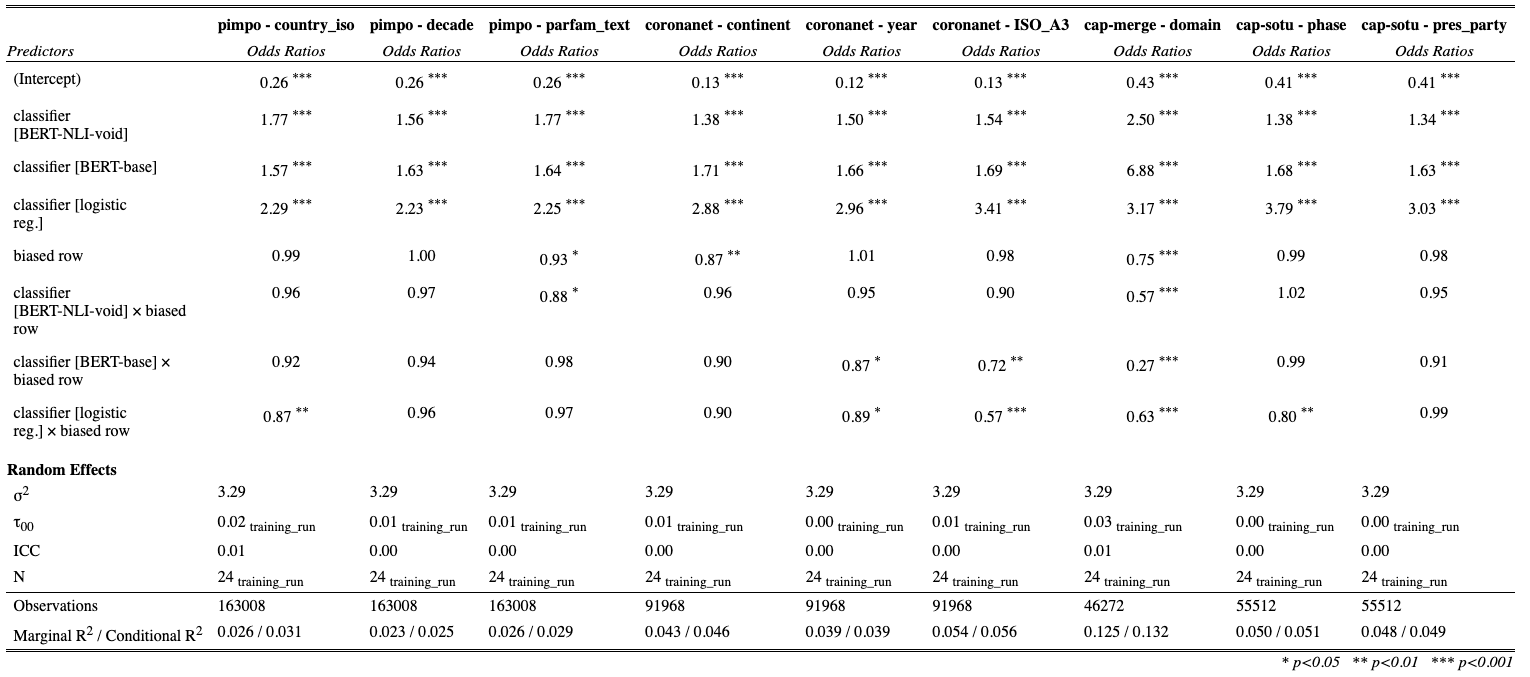 pimpo - country_iso pimpo - decade pimpo - parfam_text coronanet - continent coronanet - year coronanet - ISO_A3 cap-merge - domain cap-sotu - phase cap-sotu - pres_party
Predictors Odds Ratios Odds Ratios Odds Ratios Odds Ratios Odds Ratios Odds Ratios Odds Ratios Odds Ratios Odds Ratios
(Intercept) 0.26 *** 0.26 *** 0.26 *** 0.13 *** 0.12 *** 0.13 *** 0.43 *** 0.41 *** 0.41 ***
classifier
[BERT-NLI-void] 1.77 *** 1.56 *** 1.77 *** 1.38 *** 1.50 *** 1.54 *** 2.50 *** 1.38 *** 1.34 ***
classifier [BERT-base] 1.57 *** 1.63 *** 1.64 *** 1.71 *** 1.66 *** 1.69 *** 6.88 *** 1.68 *** 1.63 ***
classifier [logistic
reg.] 2.29 *** 2.23 *** 2.25 *** 2.88 *** 2.96 *** 3.41 *** 3.17 *** 3.79 *** 3.03 ***
biased row 0.99 1.00 0.93 * 0.87 ** 1.01 0.98 0.75 *** 0.99 0.98
classifier 0.96 0.97 0.88 * 0.96 0.95 0.90 0.57 *** 1.02 0.95
[BERT-NLI-void] × biased
row
classifier [BERT-base] × 0.92 0.94 0.98 0.90 0.87 * 0.72 ** 0.27 *** 0.99 0.91
biased row
classifier [logistic 0.87 ** 0.96 0.97 0.90 0.89 * 0.57 *** 0.63 *** 0.80 ** 0.99
reg.] × biased row
Random Effects
σ² 3.29 3.29 3.29 3.29 3.29 3.29 3.29 3.29 3.29
τ₀₀ 0.02 training_run 0.01 training_run 0.01 training_run 0.01 training_run 0.00 training_run 0.01 training_run 0.03 training_run 0.00 training_run 0.00 training_run
ICC 0.01 0.00 0.00 0.00 0.00 0.00 0.01 0.00 0.00
N 24 training_run 24 training_run 24 training_run 24 training_run 24 training_run 24 training_run 24 training_run 24 training_run 24 training_run
Observations 163008 163008 163008 91968 91968 91968 46272 55512 55512
Marginal R² / Conditional R² 0.026 / 0.031 0.023 / 0.025 0.026 / 0.029 0.043 / 0.046 0.039 / 0.039 0.054 / 0.056 0.125 / 0.132 0.050 / 0.051 0.048 / 0.049
* p<0.05 ** p<0.01 *** p<0.001